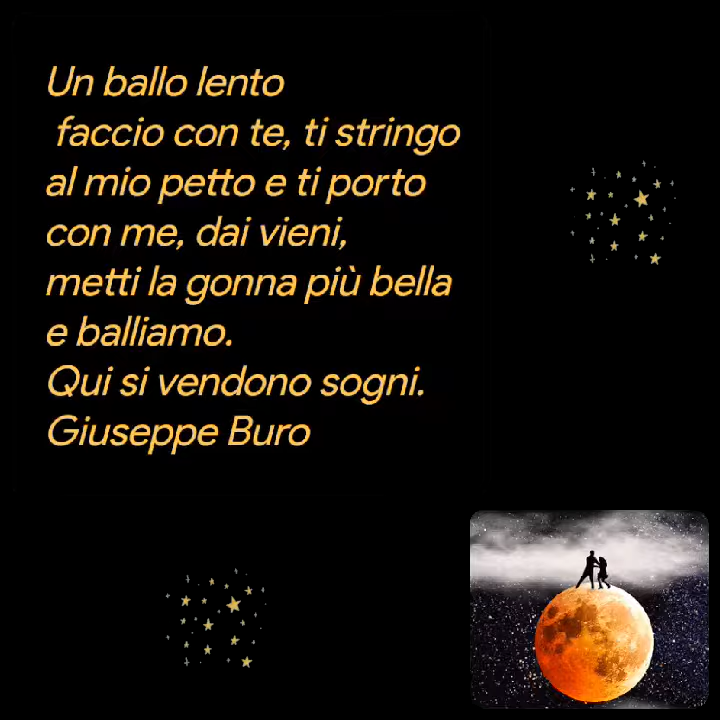 Un ballo lento
faccio con te, ti stringo
al mio petto e ti porto
con me, dai vieni,
metti la gonna più bella
e balliamo.
Qui si vendono sogni.
Giuseppe Buro